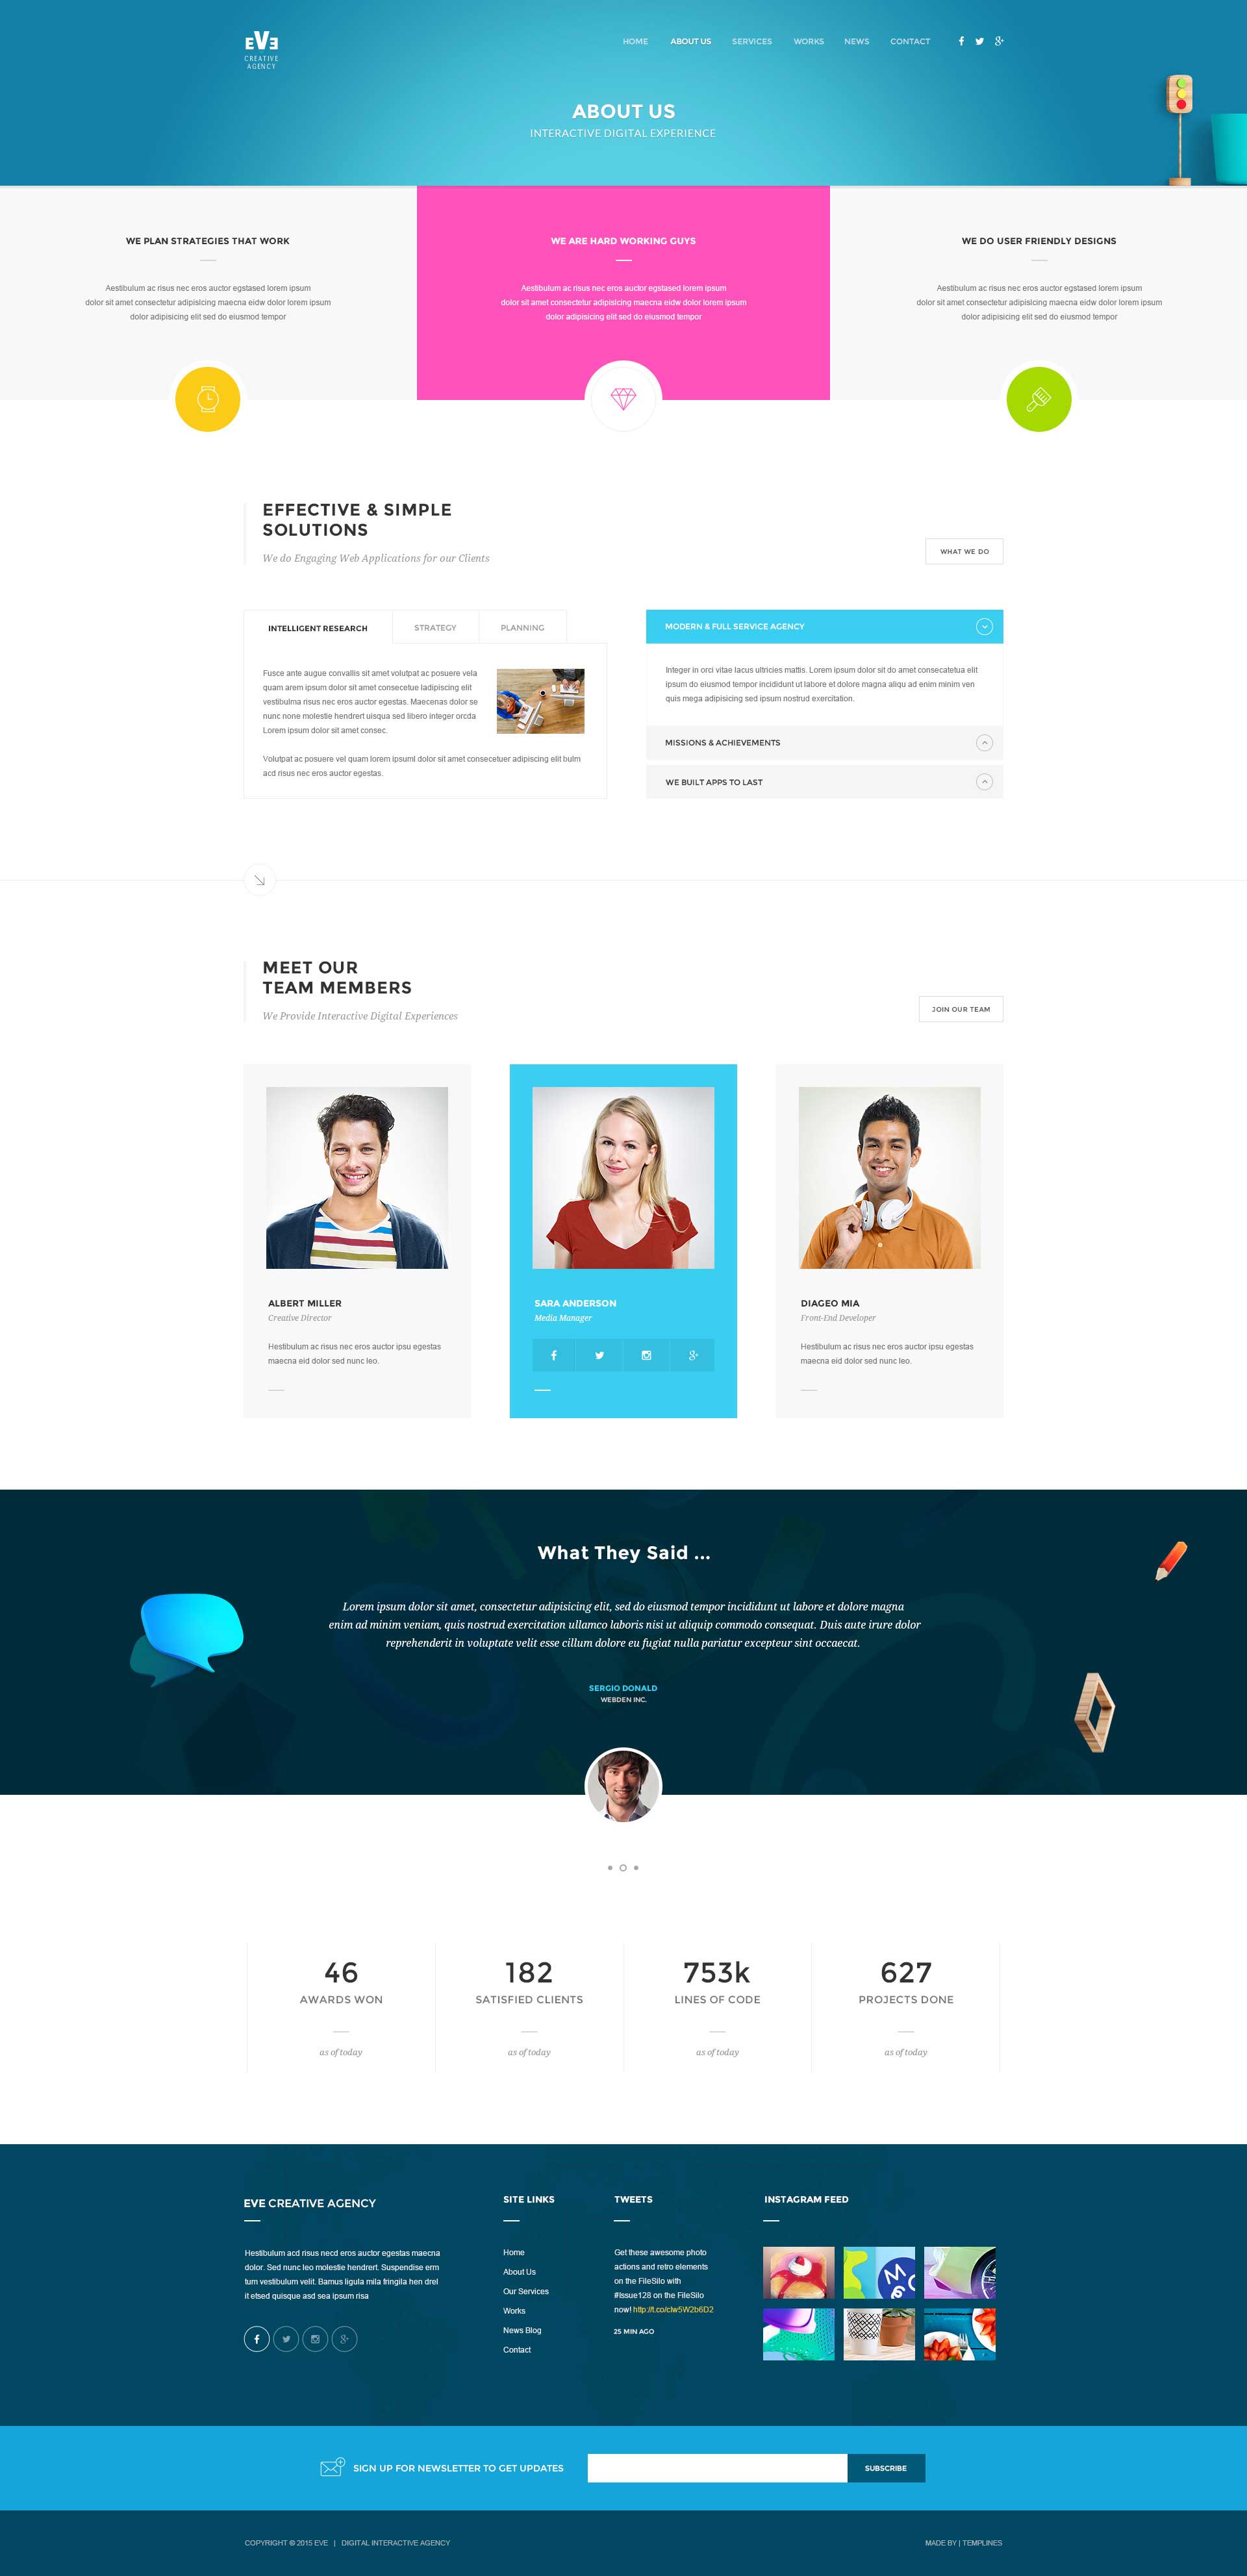 EVE
CREATIVE
AGENCY
HOME ABOUT US SERVICES WORKS NEWS CONTACT
ABOUT US
INTERACTIVE DIGITAL EXPERIENCE
WE PLAN STRATEGIES THAT WORK
Aestibulum ac risus nec eros auctor egstased lorem ipsum
dolor sit amet consectetur adipisicing maecna eidw dolor lorem ipsum
dolor adipisicing elit sed do eiusmod tempor
WE ARE HARD WORKING GUYS
Aestibulum ac risus nec eros auctor egstased lorem ipsum
dolor sit amet consectetur adipisicing maecna eidw dolor lorem ipsum
dolor adipisicing elit sed do eiusmod tempor
WE DO USER FRIENDLY DESIGNS
Aestibulum ac risus nec eros auctor egstased lorem ipsum
dolor sit amet consectetur adipisicing maecna eidw dolor lorem ipsum
dolor adipisicing elit sed do eiusmod tempor
EFFECTIVE & SIMPLE
SOLUTIONS
We do Engaging Web Applications for our Clients
WHAT WE DO
INTELLIGENT RESEARCH STRATEGY PLANNING
Fusce ante augue convallis sit amet volutpat ac posuere vela
quam arem ipsum dolor sit amet consectetue ladipiscing elit
vestibulma risus nec eros auctor egestas. Maecenas dolor se
nunc none molestie hendrert uisqua sed libero integer orcda
Lorem ipsum dolor sit amet consec.
Volutpat ac posuere vel quam lorem ipsuml dolor sit amet consecetuer adipiscing elit bulm
acd risus nec eros auctor egestas.
MODERN & FULL SERVICE AGENCY
Integer in orci vitae lacus ultricies mattis. Lorem ipsum dolor sit do amet consecatetua elit
ipsum do eiusmod tempor incididunt ut labore et dolore magna aliqu ad enim minim ven
quis mega adipisicing sed ipsum nostrud exercitation.
MISSIONS & ACHIEVEMENTS
WE BUILT APPS TO LAST
MEET OUR
TEAM MEMBERS
We Provide Interactive Digital Experiences
JOIN OUR TEAM
ALBERT MILLER
Creative Director
Hestibulum ac risus nec eros auctor ipsu egestas
maecna eid dolor sed nunc leo.
SARA ANDERSON
Media Manager
DIAGEO MIA
Front-End Developer
Hestibulum ac risus nec eros auctor ipsu egestas
maecna eid dolor sed nunc leo.
What They Said ...
Lorem ipsum dolor sit amet, consectetur adipisicing elit, sed do eiusmod tempor incididunt ut labore et dolore magna
enim ad minim veniam, quis nostrud exercitation ullamco laboris nisi ut aliquip commodo consequat. Duis aute irure dolor
reprehenderit in voluptate velit esse cillum dolore eu fugiat nulla pariatur excepteur sint occaecat.
SERGIO DONALD
WEBDEN INC.
46
AWARDS WON
as of today
182
SATISFIED CLIENTS
as of today
753k
LINES OF CODE
as of today
627
PROJECTS DONE
as of today
EVE CREATIVE AGENCY
Hestibulum acd risus necd eros auctor egestas maecna
dolor. Sed nunc leo molestie hendrert. Suspendise erm
tum vestibulum velit. Bamus ligula mila fringila hen drel
it etsed quisque asd sea ipsum risa
SITE LINKS
Home
About Us
Our Services
Works
News Blog
Contact
TWEETS
Get these awesome photo
actions and retro elements
on the FileSilo with
#Issue128 on the FileSilo
now! http://t.co/clw5W2b6D2
25 MIN AGO
INSTAGRAM FEED
SIGN UP FOR NEWSLETTER TO GET UPDATES
SUBSCRIBE
COPYRIGHT © 2015 EVE | DIGITAL INTERACTIVE AGENCY
MADE BY | TEMPLINES